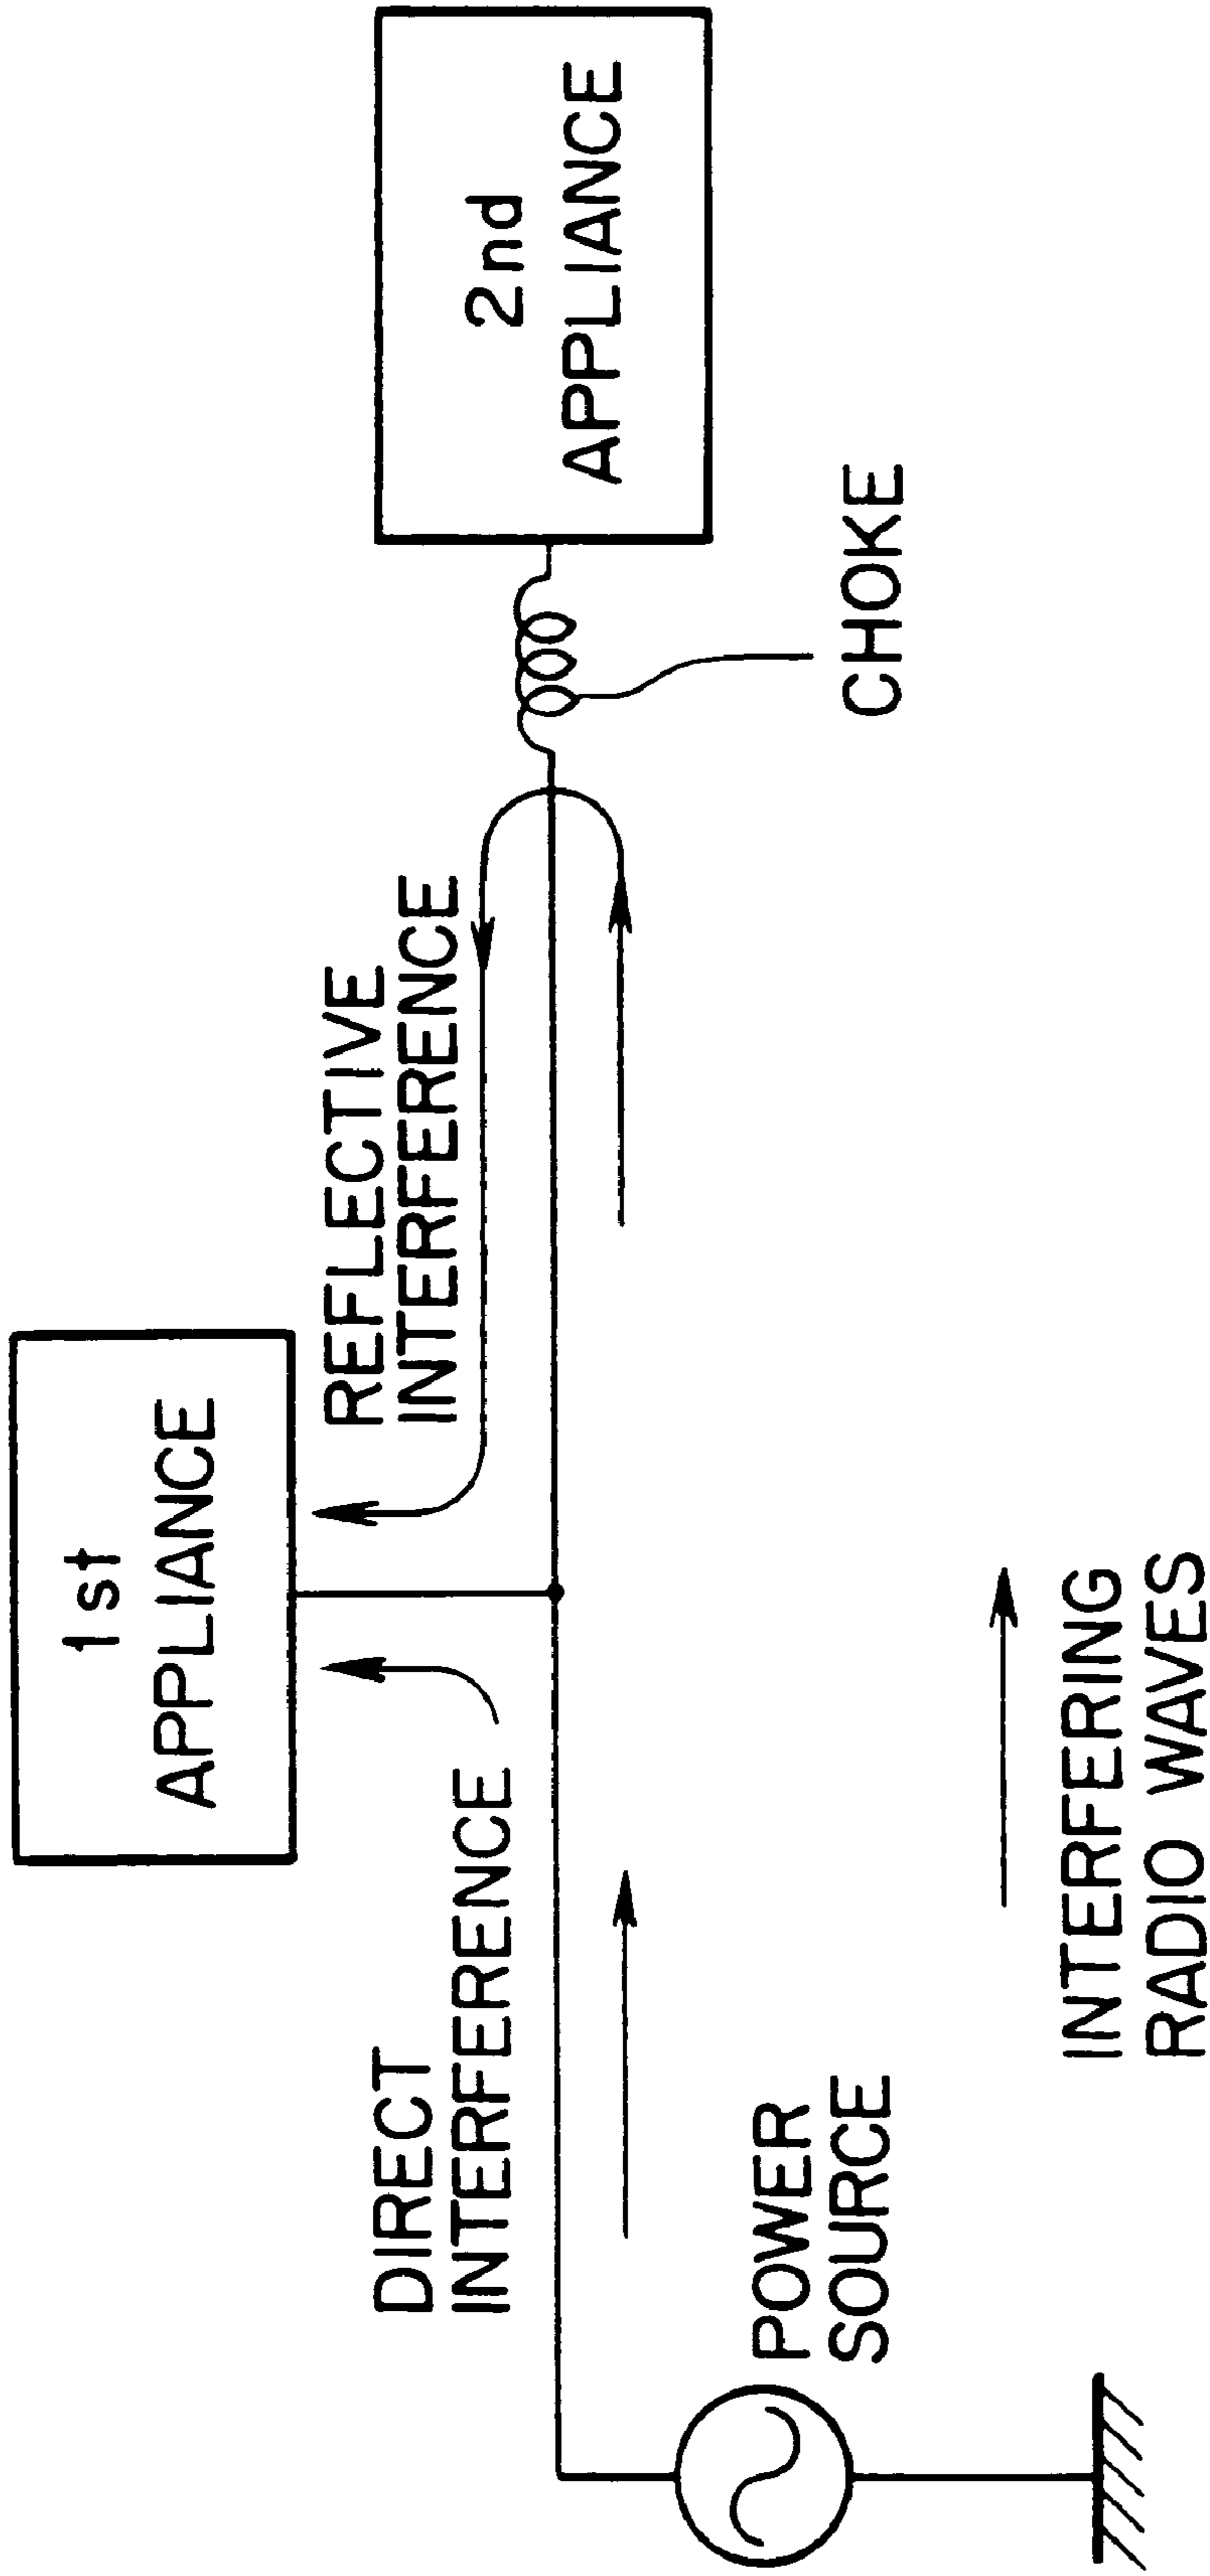 1st
APPLIANCE
2nd
APPLIANCE
REFLECTIVE
INTERFERENCE
DIRECT
INTERFERENCE
CHOKE
POWER
SOURCE
INTERFERING
RADIO WAVES